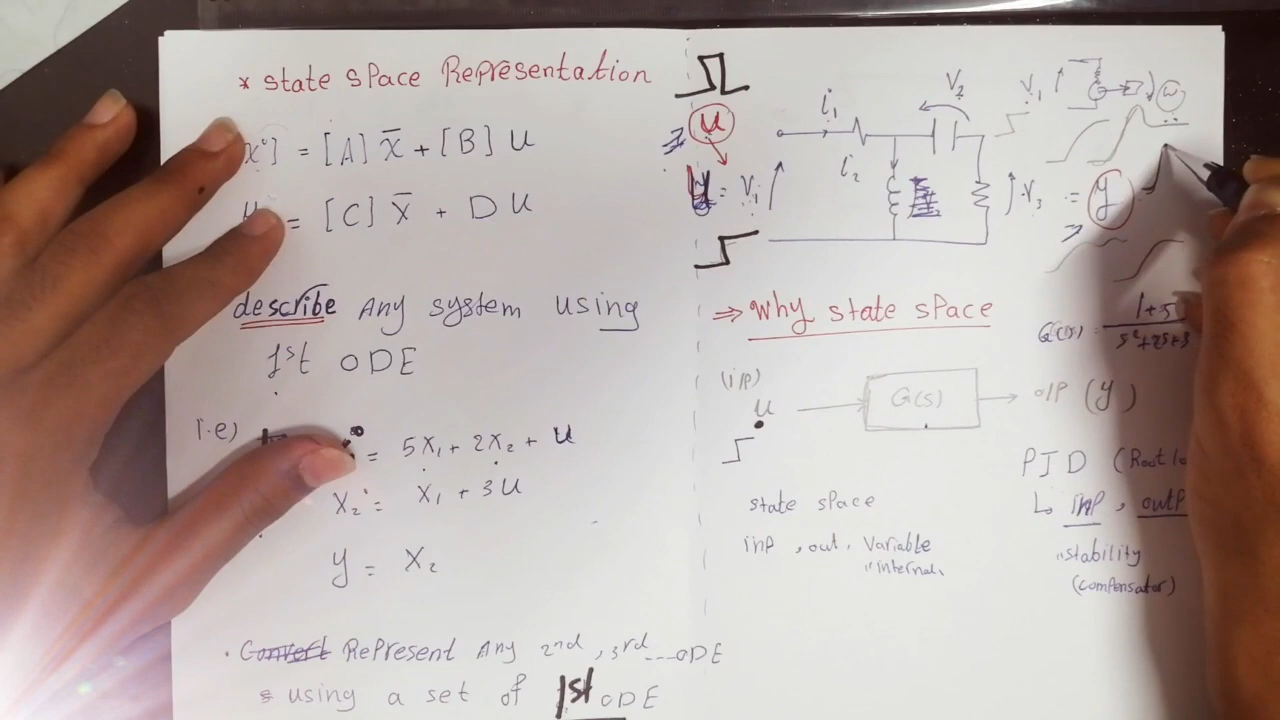 * State space Representation
x°] = [A] x̄ + [B] u
= [C] x̄ + D u
describe Any system using
1st ODE
i.e)
= 5x₁ + 2x₂ + u
x₂° = x₁ + 3u
y = x₂
. Convert Represent Any 2nd, 3rd ... ODE
using a set of 1st ODE
u
= V₁
i₁
i₂
V₂
V₁
ω
V₃ = y
⇒ Why state space
G(s) = 1+s
s²+2s+3
(i/p)
u
G(s)
o/p (y)
PID (Root lo
↳ inp, outp
state space
inp, out, Variable
"internal"
stability
(compensator)